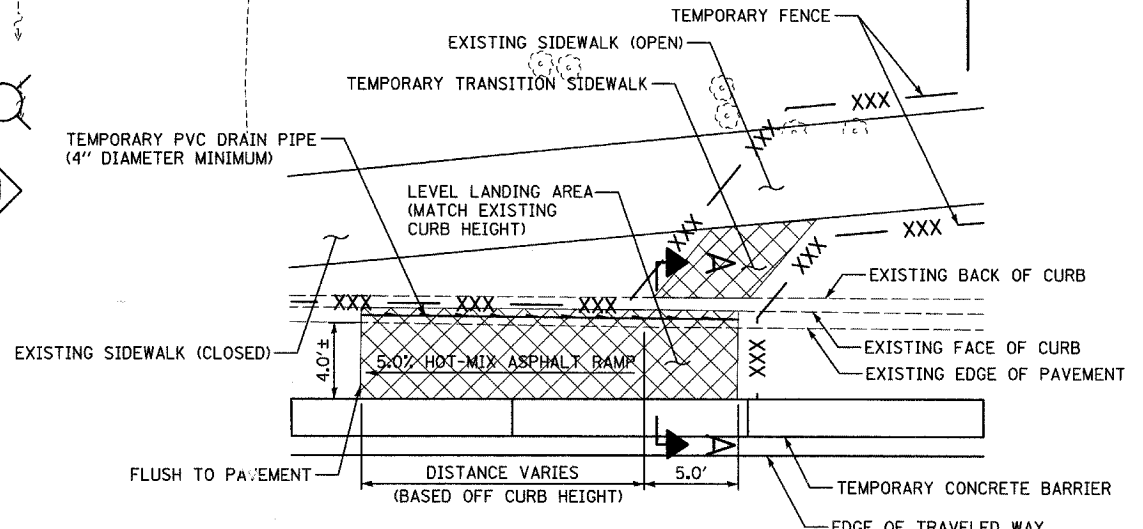 TEMPORARY FENCE
EXISTING SIDEWALK (OPEN)
TEMPORARY TRANSITION SIDEWALK
XXX
TEMPORARY PVC DRAIN PIPE
(4" DIAMETER MINIMUM)
XXX
LEVEL LANDING AREA
(MATCH EXISTING
CURB HEIGHT)
XXX
XXX
XXX
A
EXISTING BACK OF CURB
XXX
XXX
XXX
EXISTING FACE OF CURB
EXISTING SIDEWALK (CLOSED)
4.0'±
5.0% HOT-MIX ASPHALT RAMP
XXX
EXISTING EDGE OF PAVEMENT
A
FLUSH TO PAVEMENT
DISTANCE VARIES
(BASED OFF CURB HEIGHT)
5.0'
TEMPORARY CONCRETE BARRIER
EDGE OF TRAVELED WAY